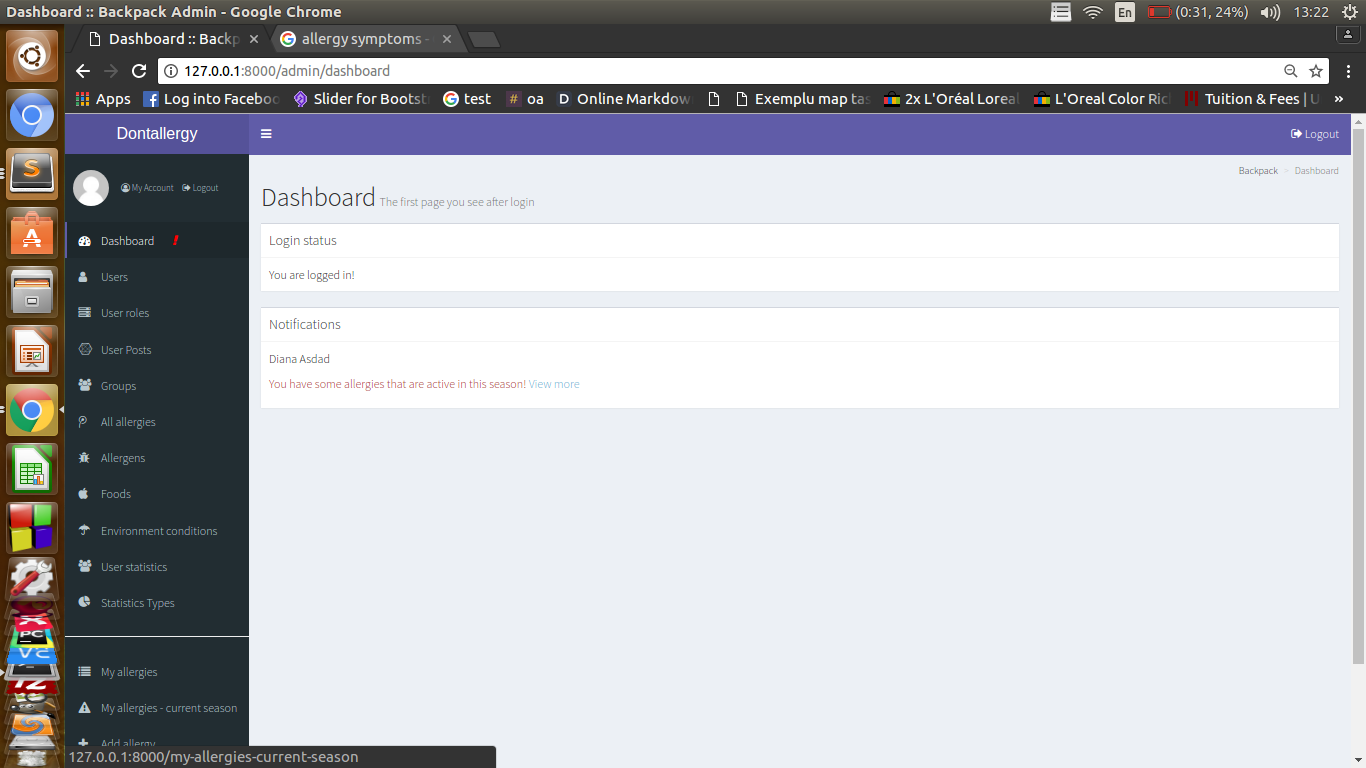 Dashboard :: Backpack Admin - Google Chrome
En (0:31, 24%) 13:22
Dashboard :: Backp
allergy symptoms -
127.0.0.1:8000/admin/dashboard
Apps Log into Faceboo Slider for Bootst test # oa D Online Markdow Exemplu map tas 2x L'Oréal Loreal L'Oreal Color Ric Tuition & Fees | U »
Dontallergy
Logout
My Account Logout
Backpack > Dashboard
Dashboard The first page you see after login
Login status
You are logged in!
Notifications
Diana Asdad
You have some allergies that are active in this season! View more
Dashboard !
Users
User roles
User Posts
Groups
All allergies
Allergens
Foods
Environment conditions
User statistics
Statistics Types
My allergies
My allergies - current season
Add allergy
127.0.0.1:8000/my-allergies-current-season
S
A
PC
VC